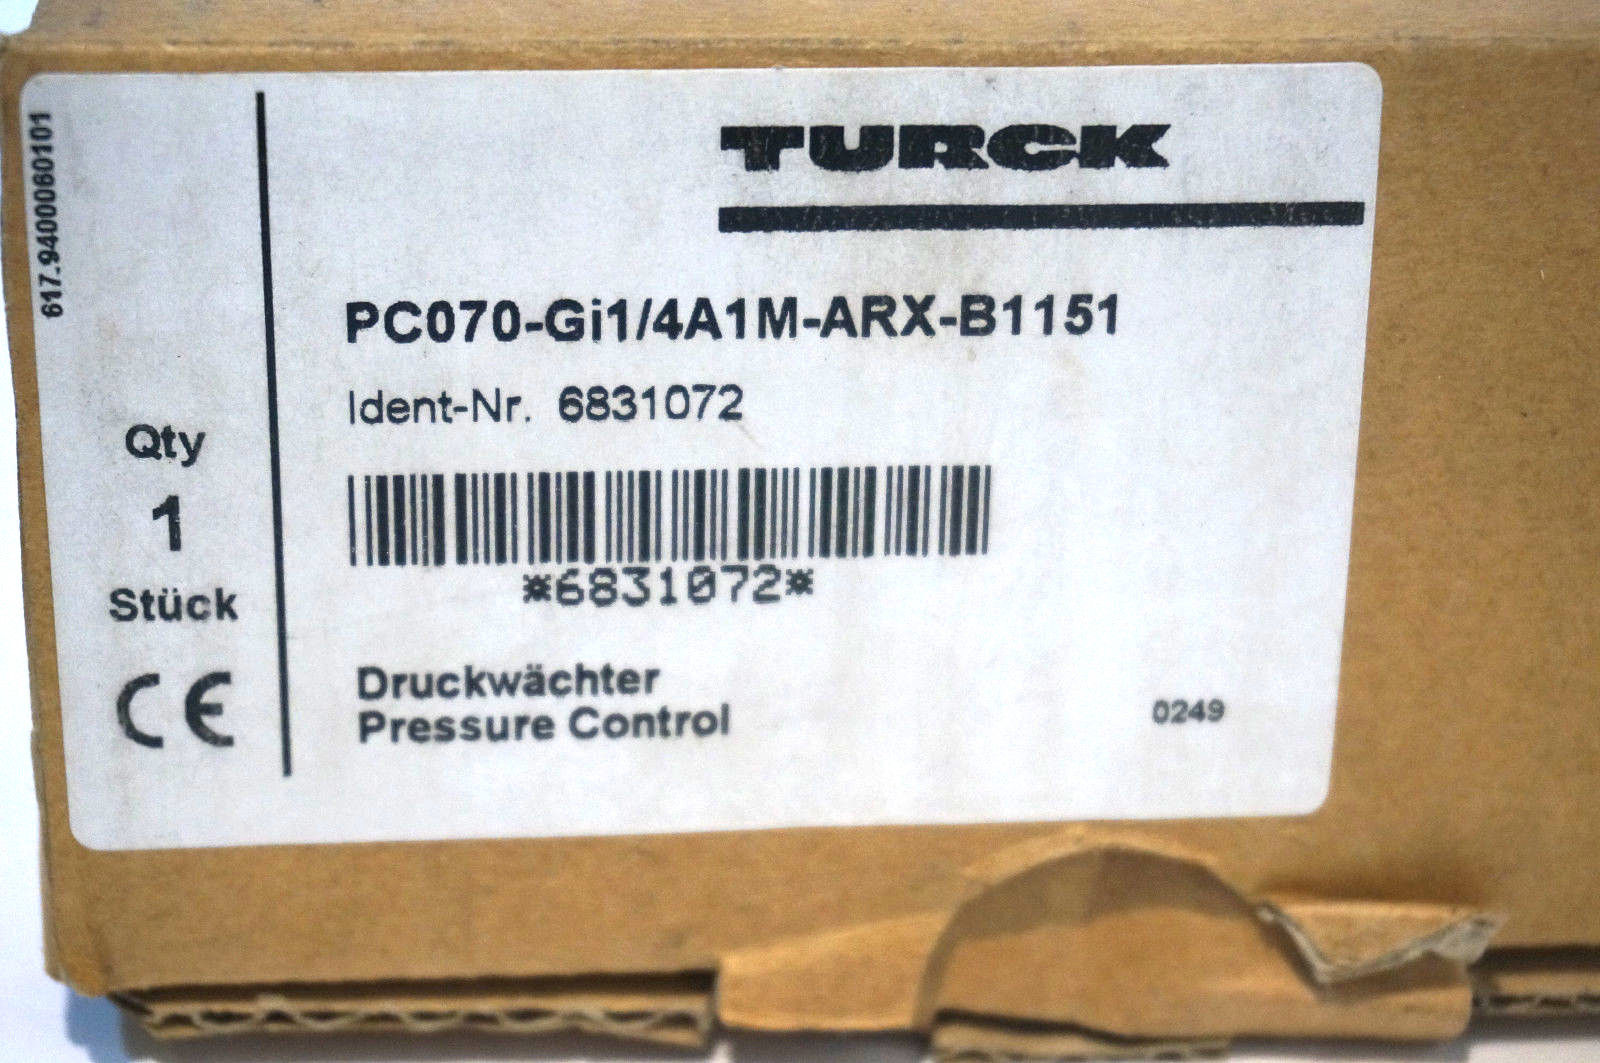 617.9400060101
TURCK
PC070-Gi1/4A1M-ARX-B1151
Ident-Nr. 6831072
*6831072*
Qty
1
Stück
CE
Druckwächter
Pressure Control
0249